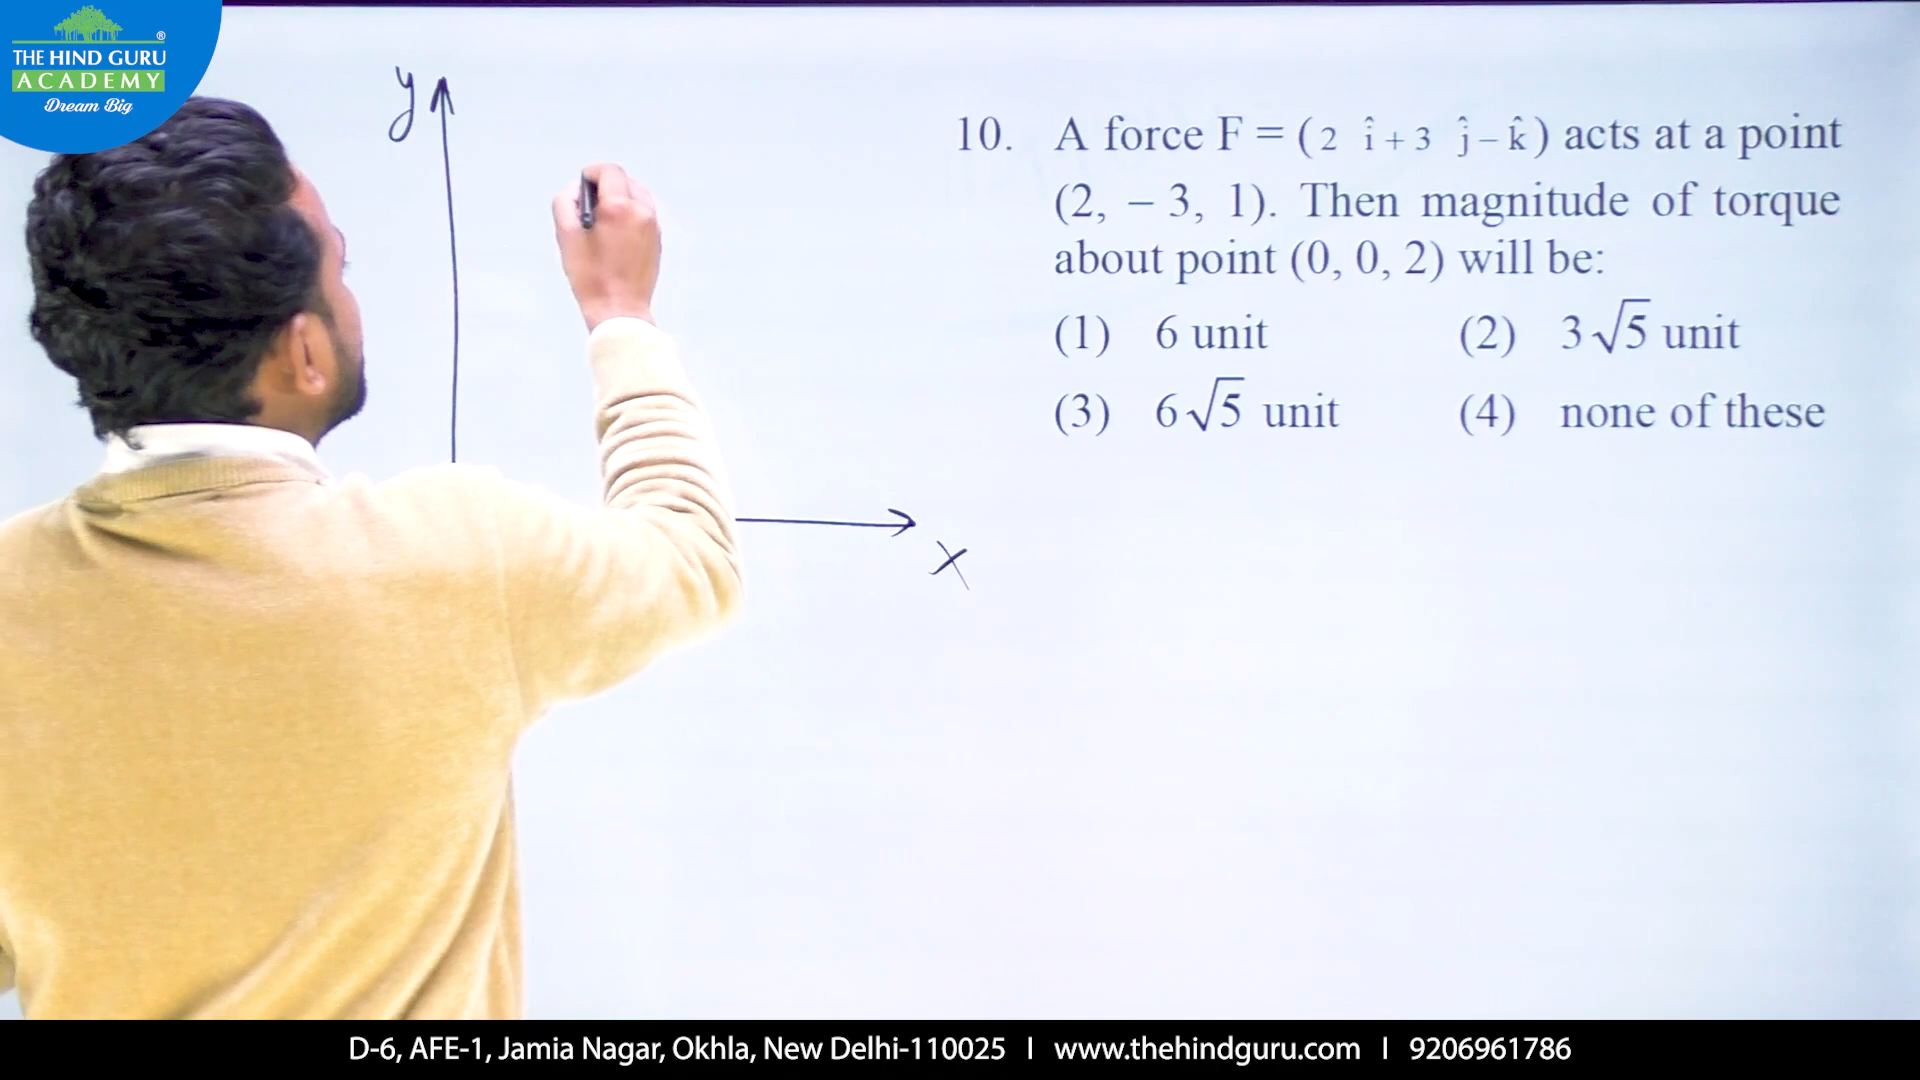 THE HIND GURU ®
ACADEMY
Dream Big
y
10. A force F = ( 2 î + 3 ĵ – k̂ ) acts at a point
(2, – 3, 1). Then magnitude of torque
about point (0, 0, 2) will be:
(1) 6 unit (2) 3√5 unit
(3) 6√5 unit (4) none of these
x
D-6, AFE-1, Jamia Nagar, Okhla, New Delhi-110025 | www.thehindguru.com | 9206961786